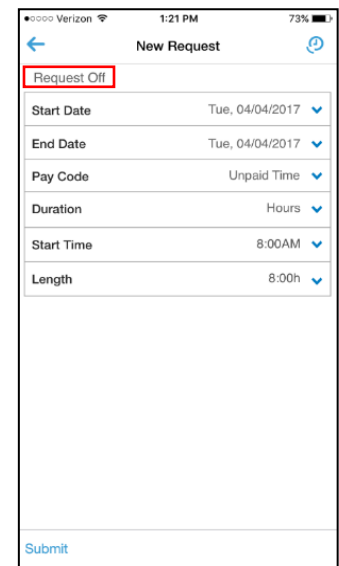 Verizon 1:21 PM 73%
New Request
Request Off
Start Date Tue, 04/04/2017
End Date Tue, 04/04/2017
Pay Code Unpaid Time
Duration Hours
Start Time 8:00AM
Length 8:00h
Submit